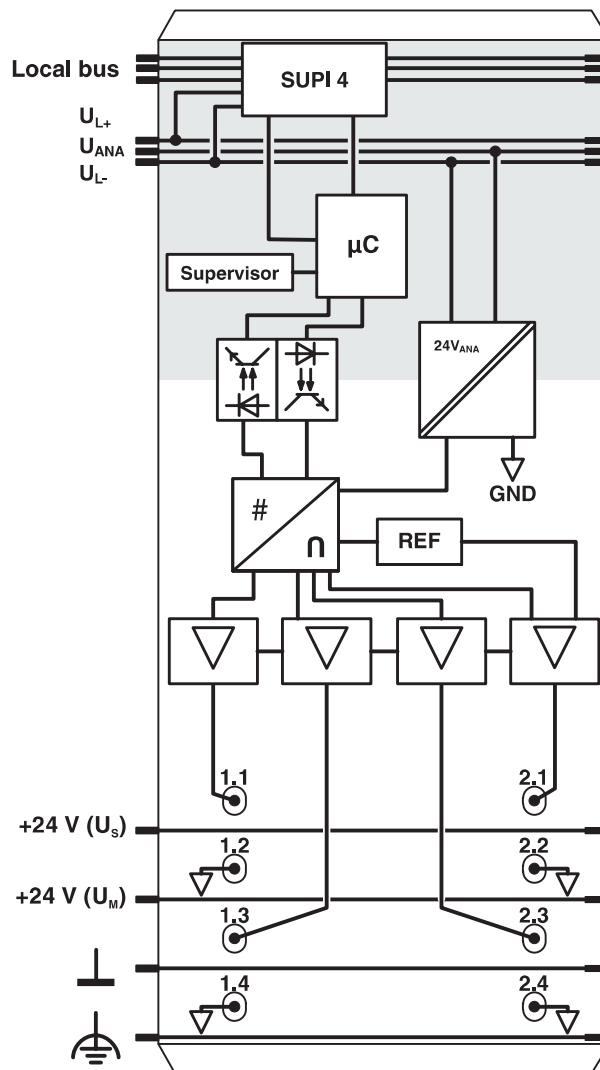 Local bus
SUPI 4
U_L+
U_ANA
U_L-
µC
Supervisor
24V_ANA
GND
#
∩
REF
1.1
2.1
+24 V (U_S)
1.2
2.2
+24 V (U_M)
1.3
2.3
1.4
2.4